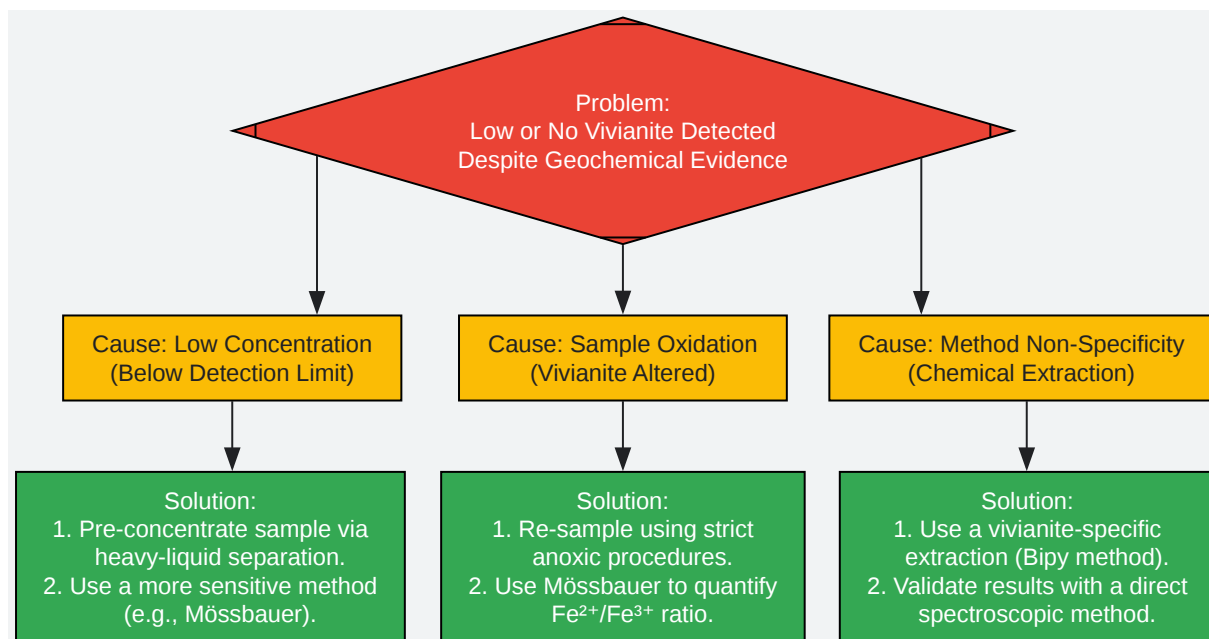 Problem:
Low or No Vivianite Detected
Despite Geochemical Evidence
Cause: Low Concentration
(Below Detection Limit)
Cause: Sample Oxidation
(Vivianite Altered)
Cause: Method Non-Specificity
(Chemical Extraction)
Solution:
1. Pre-concentrate sample via
heavy-liquid separation.
2. Use a more sensitive method
(e.g., Mössbauer).
Solution:
1. Re-sample using strict
anoxic procedures.
2. Use Mössbauer to quantify
Fe²⁺/Fe³⁺ ratio.
Solution:
1. Use a vivianite-specific
extraction (Bipy method).
2. Validate results with a direct
spectroscopic method.